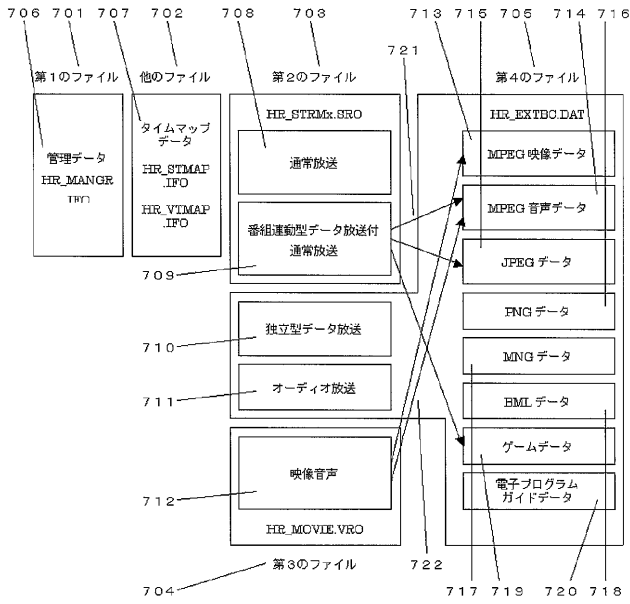 ７０６ ７０１ ７０７ ７０２ ７０８ ７０３ ７１３ ７１５ ７０５ ７１４ ７１６
７２１
第１のファイル 他のファイル 第２のファイル 第４のファイル
管理データ
HR_MANGR
.IFO
タイムマップ
データ
HR_STMAP
.IFO
HR_VTMAP
.IFO
HR_STRMx.SRO
通常放送
番組連動型データ放送付
通常放送
７０９
独立型データ放送
７１０
オーディオ放送
７１１
映像音声
７１２
HR_MOVIE.VRO
第３のファイル
７０４
HR_EXTBC.DAT
MPEG 映像データ
MPEG 音声データ
JPEG データ
PNG データ
MNG データ
BML データ
ゲームデータ
電子プログラム
ガイドデータ
７２２
７１７ ７１９ ７２０ ７１８